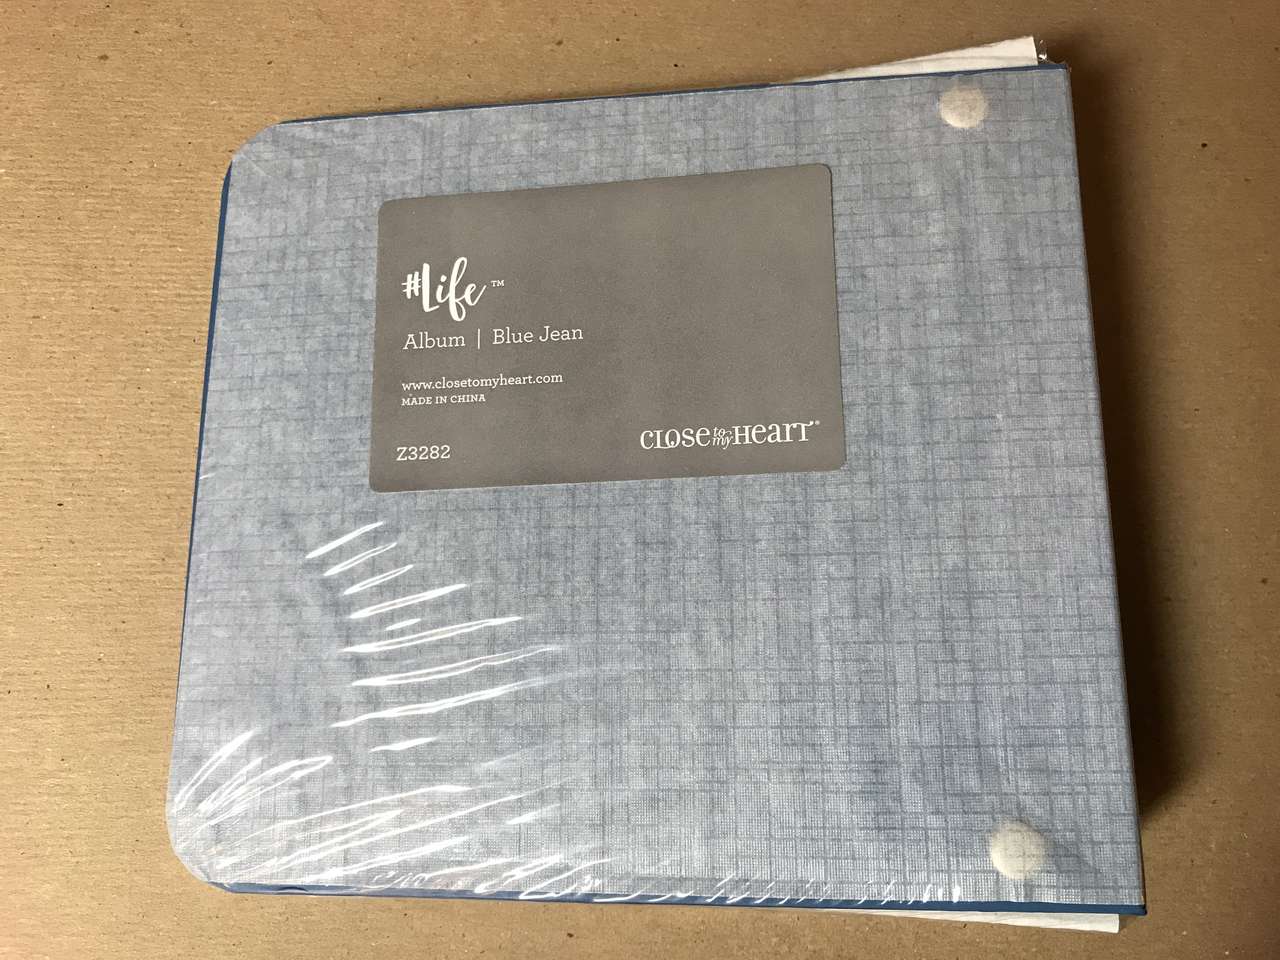 #Life™
Album | Blue Jean
www.closetomyheart.com
MADE IN CHINA
Z3282
CLOSE to my HEART®